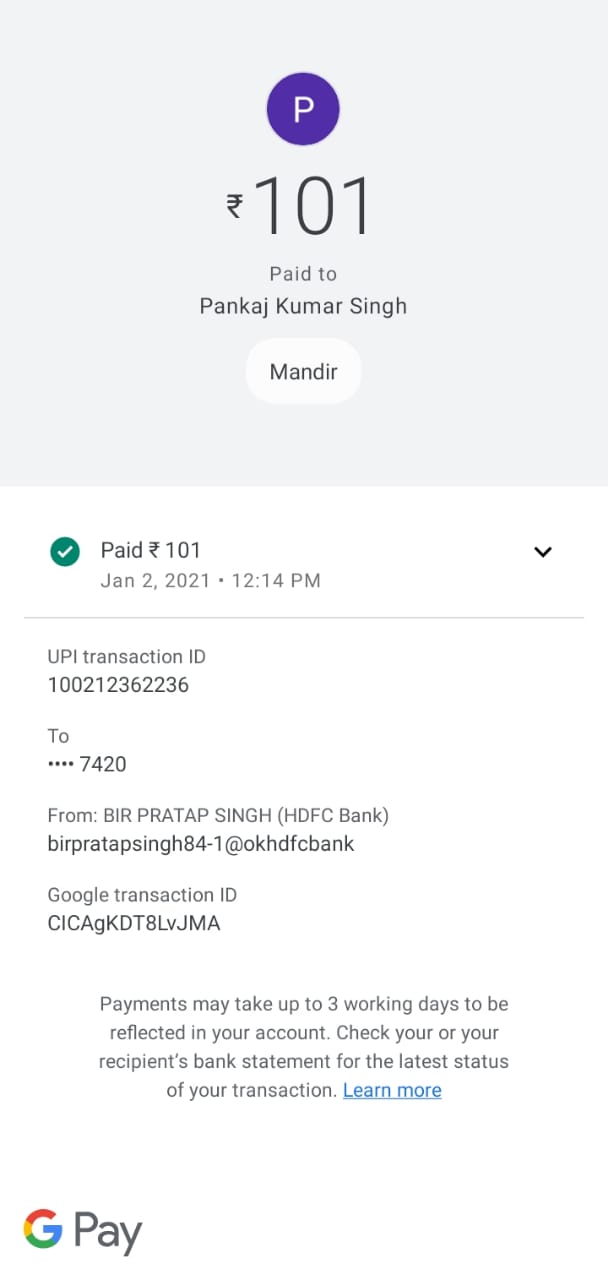 P
₹101
Paid to
Pankaj Kumar Singh
Mandir
Paid ₹ 101
Jan 2, 2021 • 12:14 PM
UPI transaction ID
100212362236
To
•••• 7420
From: BIR PRATAP SINGH (HDFC Bank)
birpratapsingh84-1@okhdfcbank
Google transaction ID
CICAgKDT8LvJMA
Payments may take up to 3 working days to be
reflected in your account. Check your or your
recipient's bank statement for the latest status
of your transaction. Learn more
G Pay